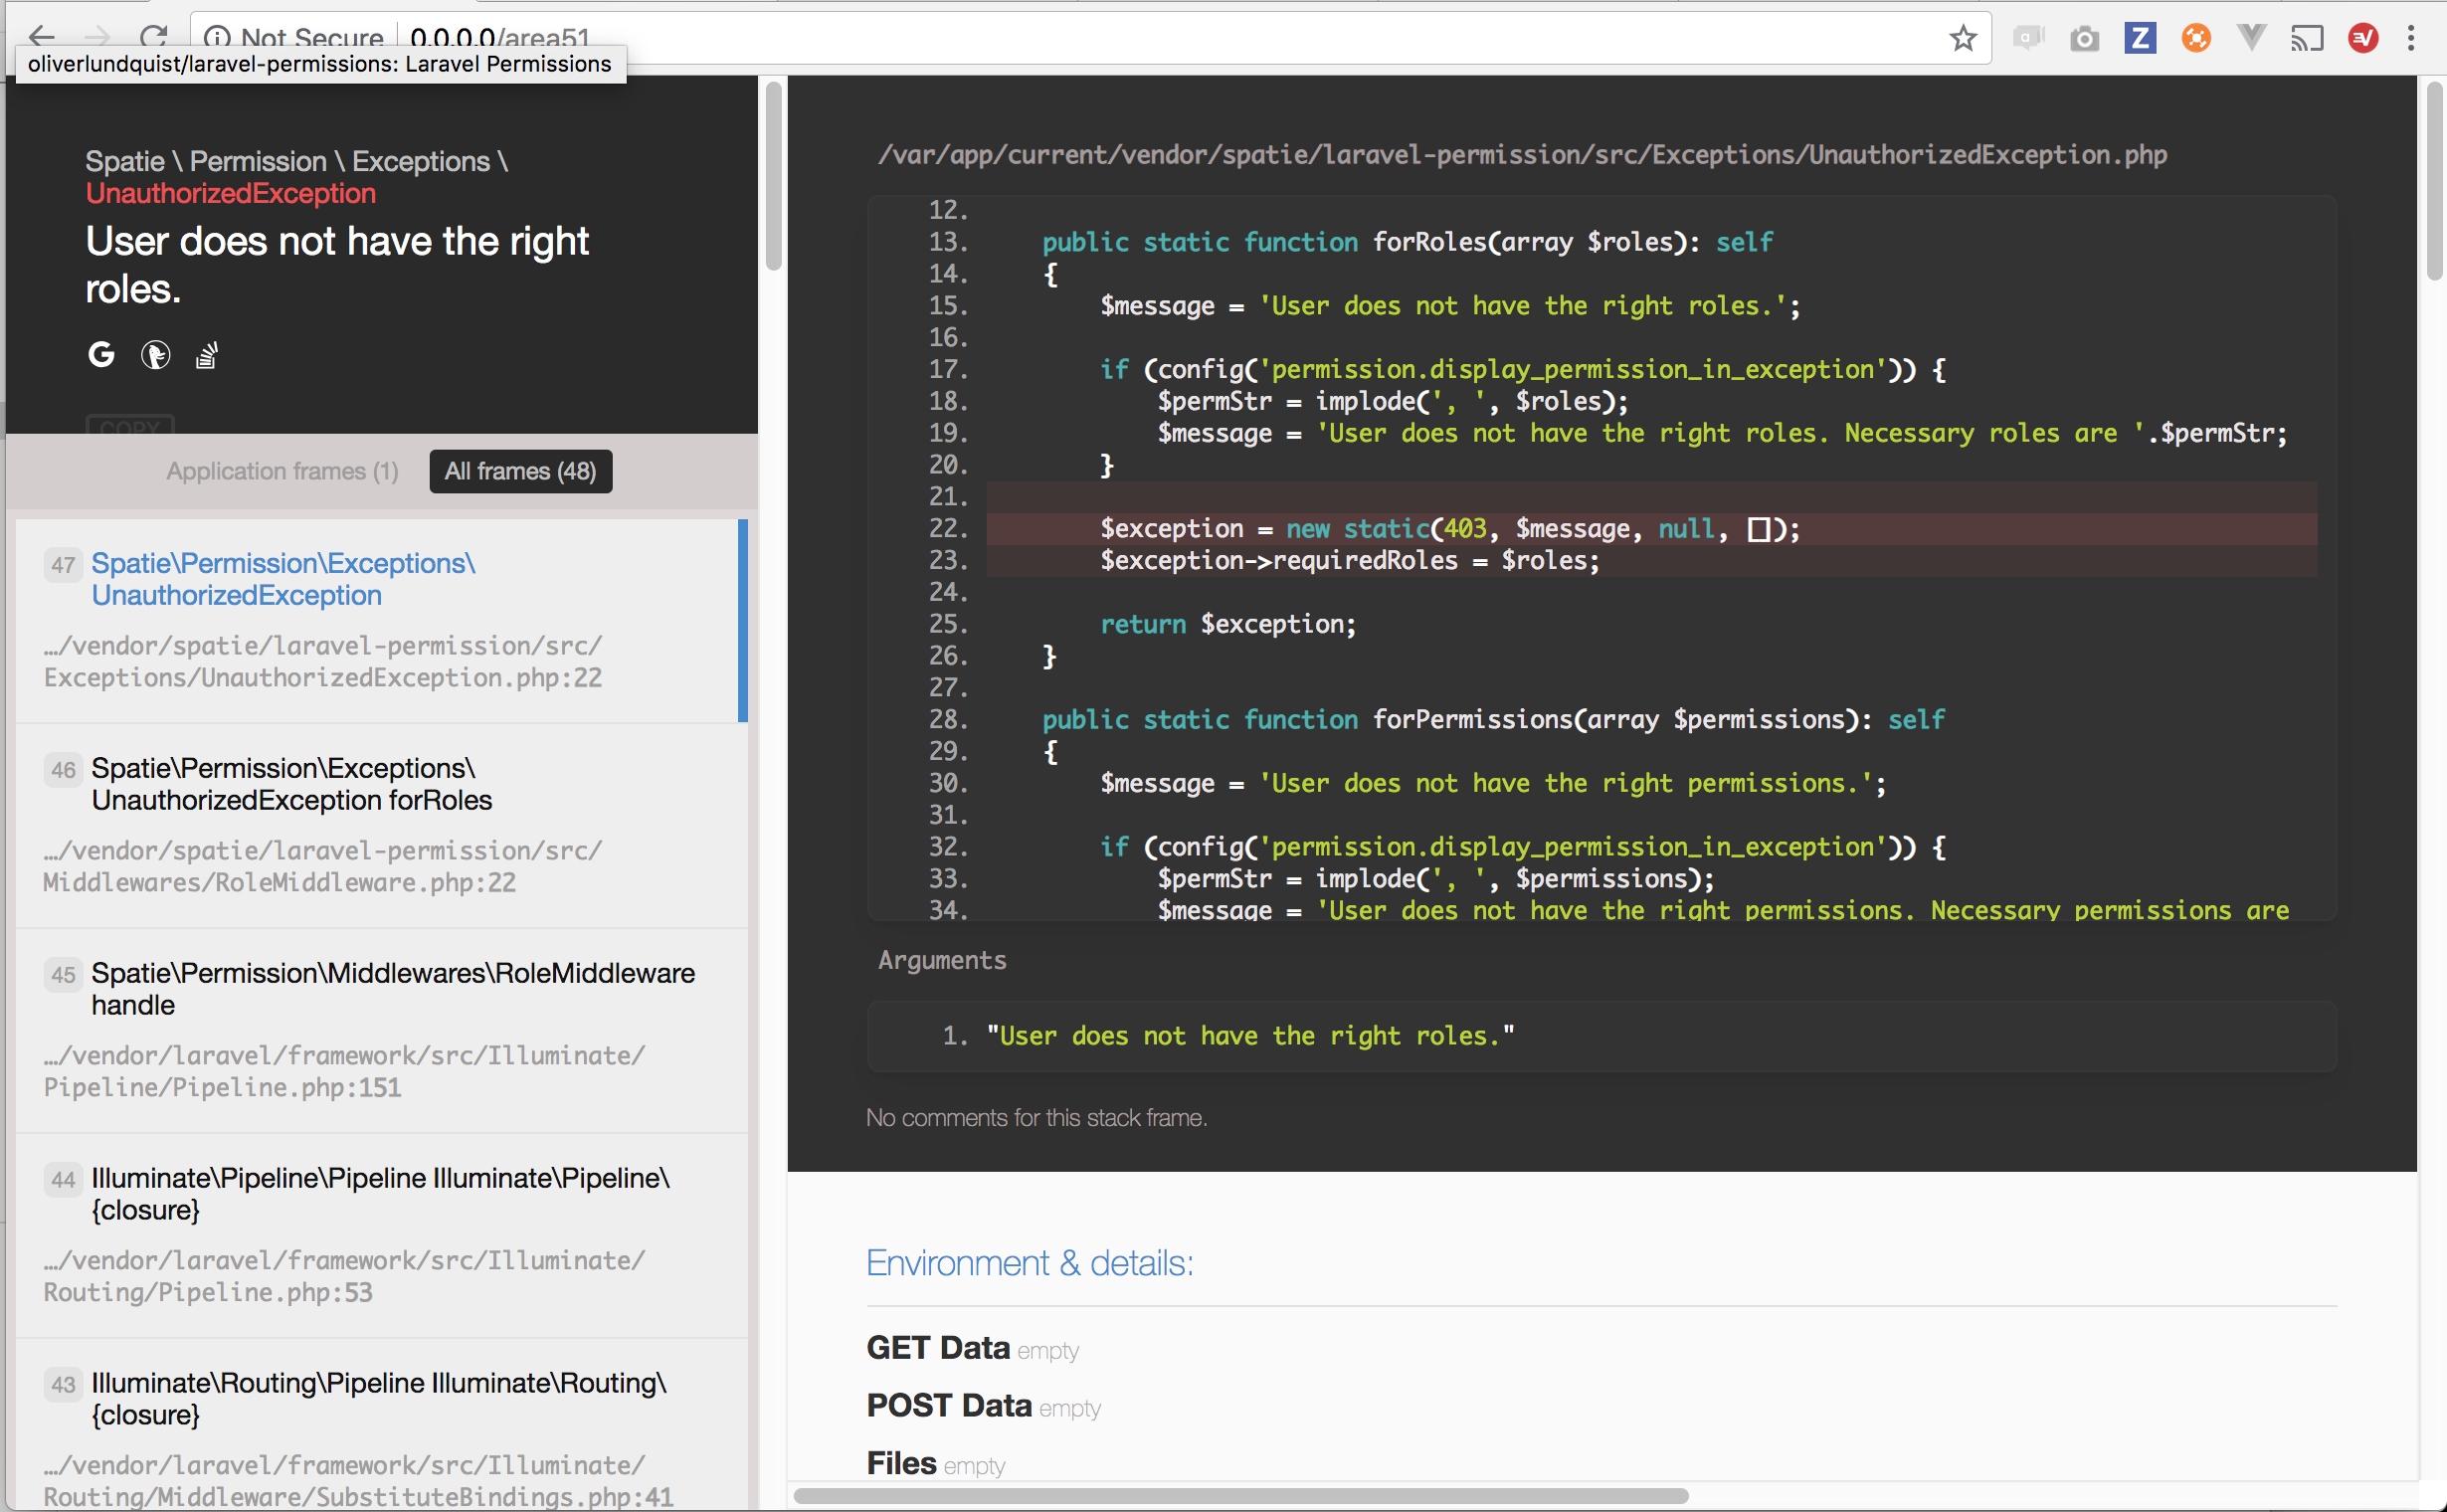 Not Secure | 0.0.0.0/area51
oliverlundquist/laravel-permissions: Laravel Permissions
Spatie \ Permission \ Exceptions \
UnauthorizedException
User does not have the right
roles.
COPY
Application frames (1) All frames (48)
47 Spatie\Permission\Exceptions\
UnauthorizedException
…/vendor/spatie/laravel-permission/src/
Exceptions/UnauthorizedException.php:22
46 Spatie\Permission\Exceptions\
UnauthorizedException forRoles
…/vendor/spatie/laravel-permission/src/
Middlewares/RoleMiddleware.php:22
45 Spatie\Permission\Middlewares\RoleMiddleware
handle
…/vendor/laravel/framework/src/Illuminate/
Pipeline/Pipeline.php:151
44 Illuminate\Pipeline\Pipeline Illuminate\Pipeline\
{closure}
…/vendor/laravel/framework/src/Illuminate/
Routing/Pipeline.php:53
43 Illuminate\Routing\Pipeline Illuminate\Routing\
{closure}
…/vendor/laravel/framework/src/Illuminate/
Routing/Middleware/SubstituteBindings.php:41
/var/app/current/vendor/spatie/laravel-permission/src/Exceptions/UnauthorizedException.php
12.
13. public static function forRoles(array $roles): self
14. {
15. $message = 'User does not have the right roles.';
16.
17. if (config('permission.display_permission_in_exception')) {
18. $permStr = implode(', ', $roles);
19. $message = 'User does not have the right roles. Necessary roles are '.$permStr;
20. }
21.
22. $exception = new static(403, $message, null, []);
23. $exception->requiredRoles = $roles;
24.
25. return $exception;
26. }
27.
28. public static function forPermissions(array $permissions): self
29. {
30. $message = 'User does not have the right permissions.';
31.
32. if (config('permission.display_permission_in_exception')) {
33. $permStr = implode(', ', $permissions);
34. $message = 'User does not have the right permissions. Necessary permissions are
Arguments
1. "User does not have the right roles."
No comments for this stack frame.
Environment & details:
GET Data empty
POST Data empty
Files empty